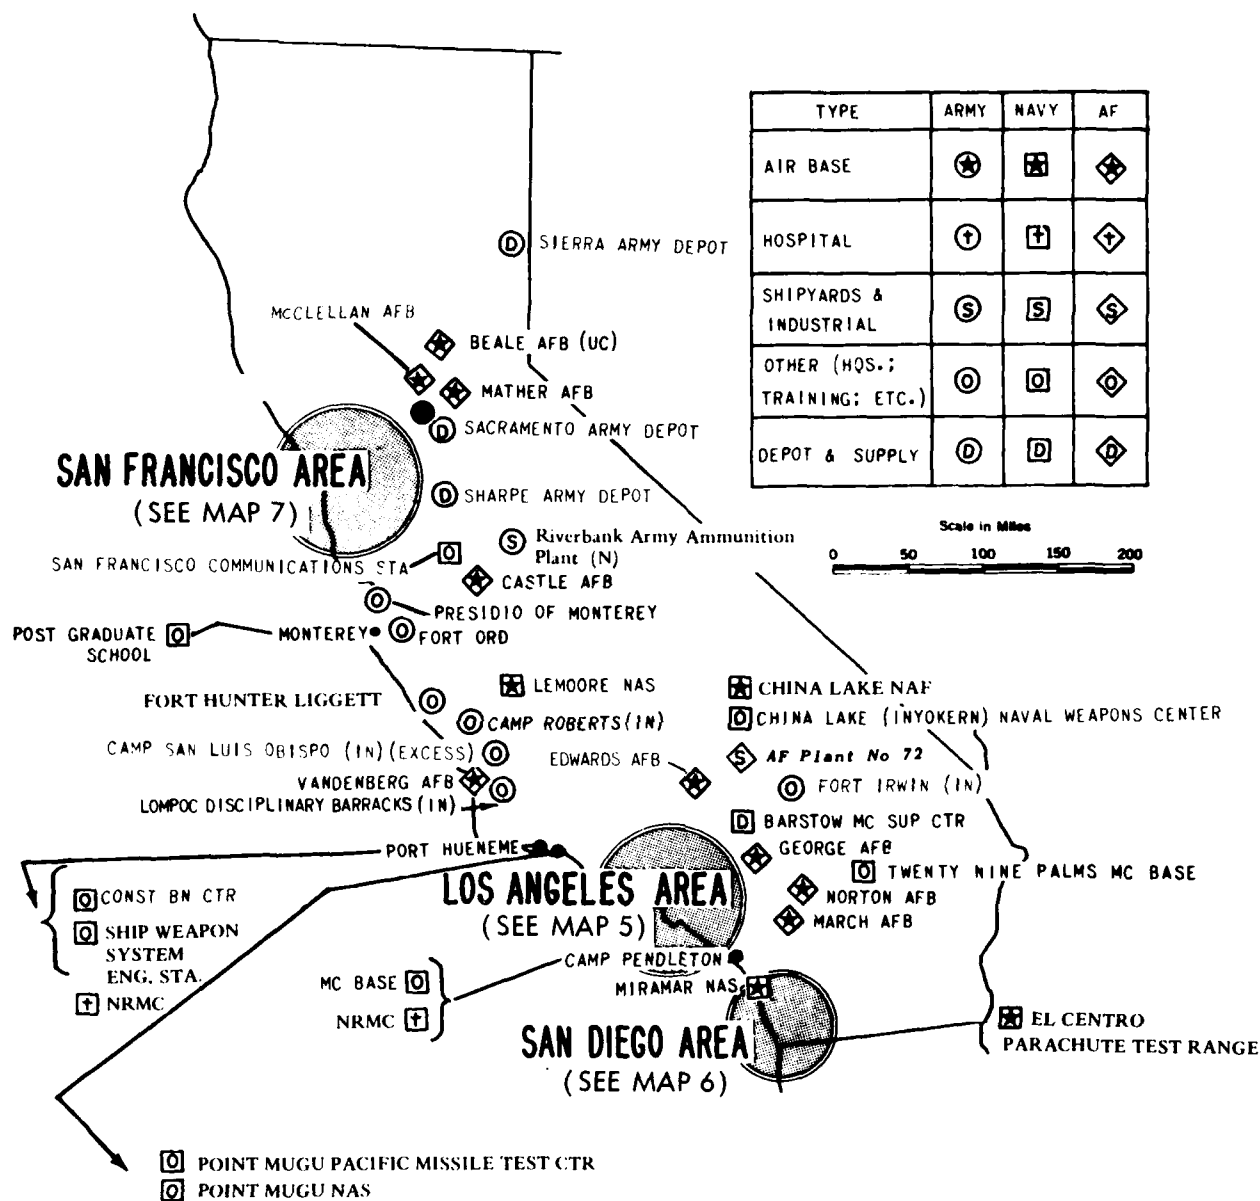 TYPE ARMY NAVY AF
AIR BASE
HOSPITAL
SHIPYARDS &
INDUSTRIAL
S S S
OTHER (HQS.;
TRAINING; ETC.)
O O O
DEPOT & SUPPLY
D D D
Scale in Miles
0 50 100 150 200
D SIERRA ARMY DEPOT
MCCLELLAN AFB
BEALE AFB (UC)
MATHER AFB
D SACRAMENTO ARMY DEPOT
SAN FRANCISCO AREA
(SEE MAP 7)
D SHARPE ARMY DEPOT
S Riverbank Army Ammunition
Plant (N)
SAN FRANCISCO COMMUNICATIONS STA O
CASTLE AFB
O PRESIDIO OF MONTEREY
POST GRADUATE
SCHOOL
O
MONTEREY
O FORT ORD
LEMOORE NAS
FORT HUNTER LIGGETT O
O CAMP ROBERTS (IN)
CAMP SAN LUIS OBISPO (IN) (EXCESS) O
VANDENBERG AFB
LOMPOC DISCIPLINARY BARRACKS (IN) O
CHINA LAKE NAF
O CHINA LAKE (INYOKERN) NAVAL WEAPONS CENTER
S AF Plant No 72
EDWARDS AFB
O FORT IRWIN (IN)
D BARSTOW MC SUP CTR
GEORGE AFB
O TWENTY NINE PALMS MC BASE
NORTON AFB
MARCH AFB
PORT HUENEME
LOS ANGELES AREA
(SEE MAP 5)
O CONST BN CTR
O SHIP WEAPON
SYSTEM
ENG. STA.
NRMC
CAMP PENDLETON
MC BASE O
NRMC
MIRAMAR NAS
SAN DIEGO AREA
(SEE MAP 6)
EL CENTRO
PARACHUTE TEST RANGE
O POINT MUGU PACIFIC MISSILE TEST CTR
O POINT MUGU NAS